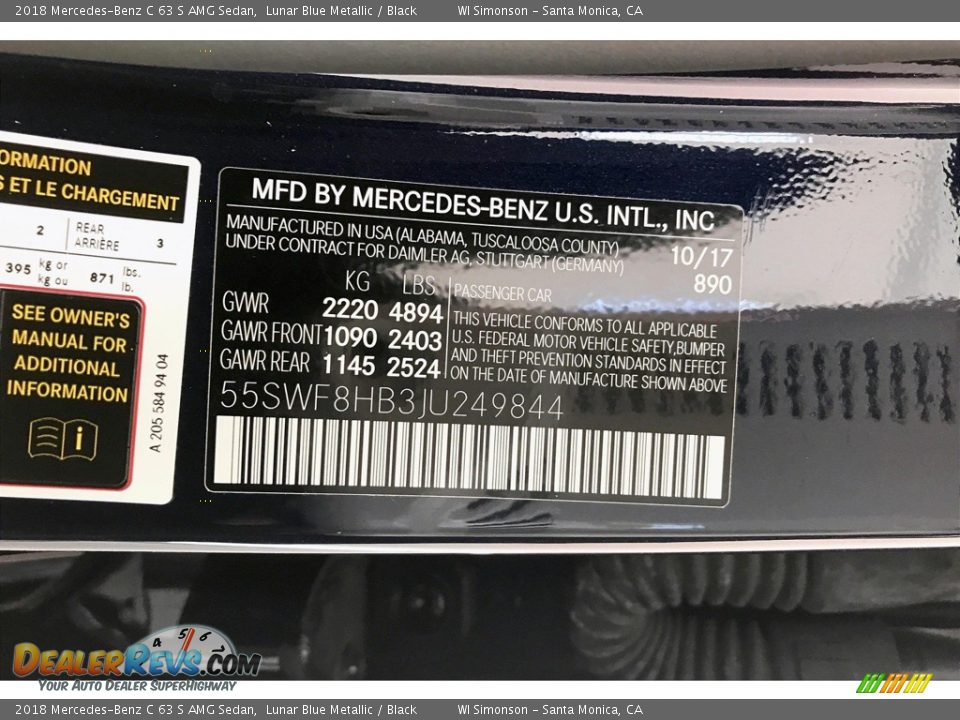 2018 Mercedes-Benz C 63 S AMG Sedan, Lunar Blue Metallic / Black WI Simonson - Santa Monica, CA
ORMATION
S ET LE CHARGEMENT
2 REAR ARRIÈRE 3
395 kg or kg ou 871 lbs. lb.
SEE OWNER'S
MANUAL FOR
ADDITIONAL
INFORMATION
i
A 205 584 94 04
MFD BY MERCEDES-BENZ U.S. INTL., INC
MANUFACTURED IN USA (ALABAMA, TUSCALOOSA COUNTY) 10/17
UNDER CONTRACT FOR DAIMLER AG, STUTTGART (GERMANY) 890
KG LBS
GVWR 2220 4894
GAWR FRONT 1090 2403
GAWR REAR 1145 2524
PASSENGER CAR
THIS VEHICLE CONFORMS TO ALL APPLICABLE
U.S. FEDERAL MOTOR VEHICLE SAFETY, BUMPER
AND THEFT PREVENTION STANDARDS IN EFFECT
ON THE DATE OF MANUFACTURE SHOWN ABOVE
55SWF8HB3JU249844
4 5 6 7
DEALERREVS.COM
YOUR AUTO DEALER SUPERHIGHWAY
2018 Mercedes-Benz C 63 S AMG Sedan, Lunar Blue Metallic / Black WI Simonson - Santa Monica, CA